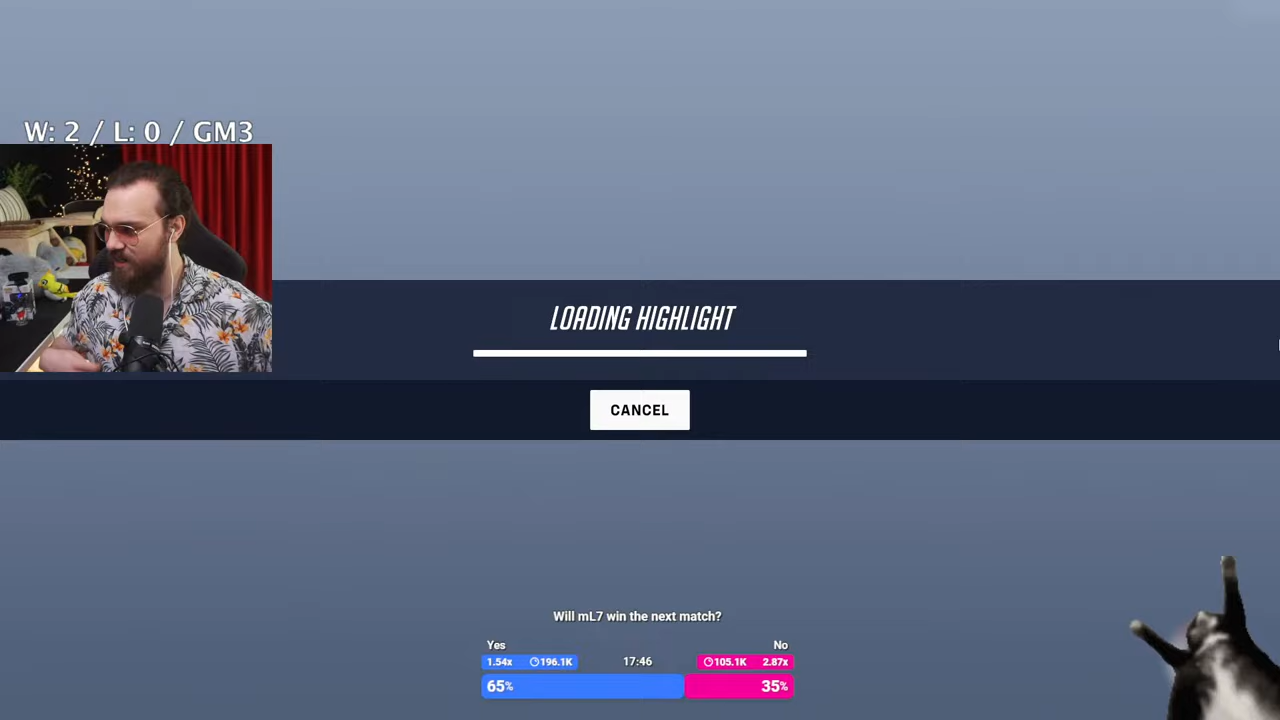 W: 2 / L: 0 / GM3
LOADING HIGHLIGHT
CANCEL
Will mL7 win the next match?
Yes No
1.54x 196.1K 17:46 105.1K 2.87x
65% 35%